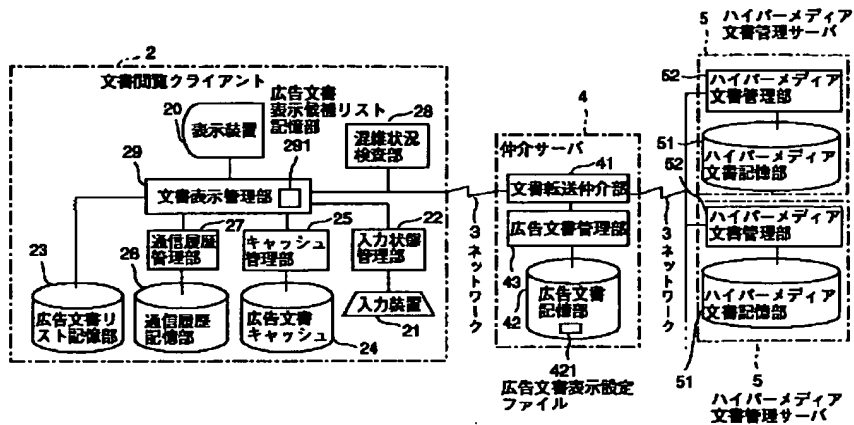 2
文書閲覧クライアント
20
表示装置
広告文書
表示候補リスト
記憶部
291
28
混雑状況
検査部
29
文書表示管理部
27
通信履歴
管理部
25
キャッシュ
管理部
22
入力状態
管理部
23
広告文書リ
スト記憶部
26
通信履歴
記憶部
広告文書
キャッシュ
24
入力装置
21
3
ネットワーク
4
仲介サーバ
41
文書転送仲介部
広告文書管理部
43
42
広告文書
記憶部
421
広告文書表示設定
ファイル
3
ネットワーク
5
ハイパーメディア
文書管理サーバ
52
ハイパーメディア
文書管理部
51
ハイパーメディア
文書記憶部
52
ハイパーメディア
文書管理部
ハイパーメディア
文書記憶部
51
5
ハイパーメディア
文書管理サーバ